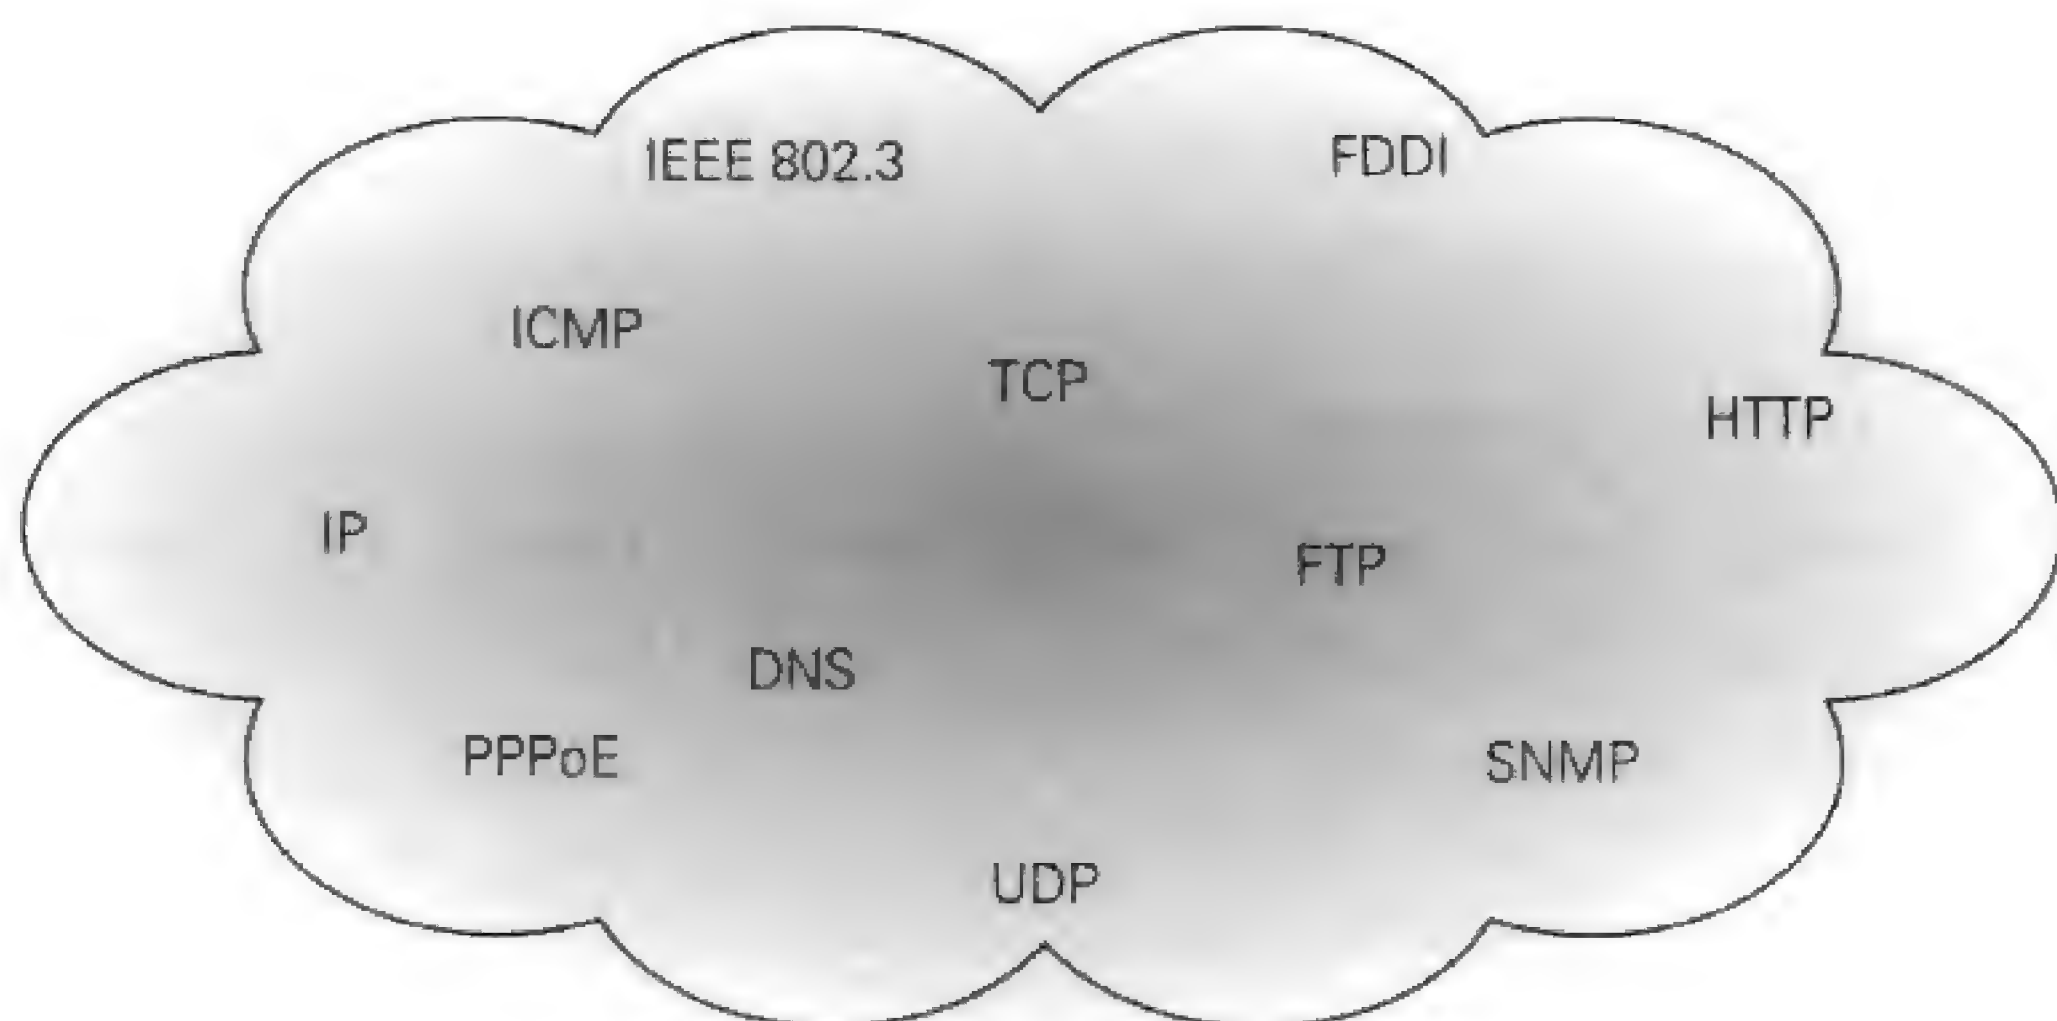 IEEE 802.3
FDDI
ICMP
TCP
HTTP
IP
FTP
DNS
PPPoE
SNMP
UDP